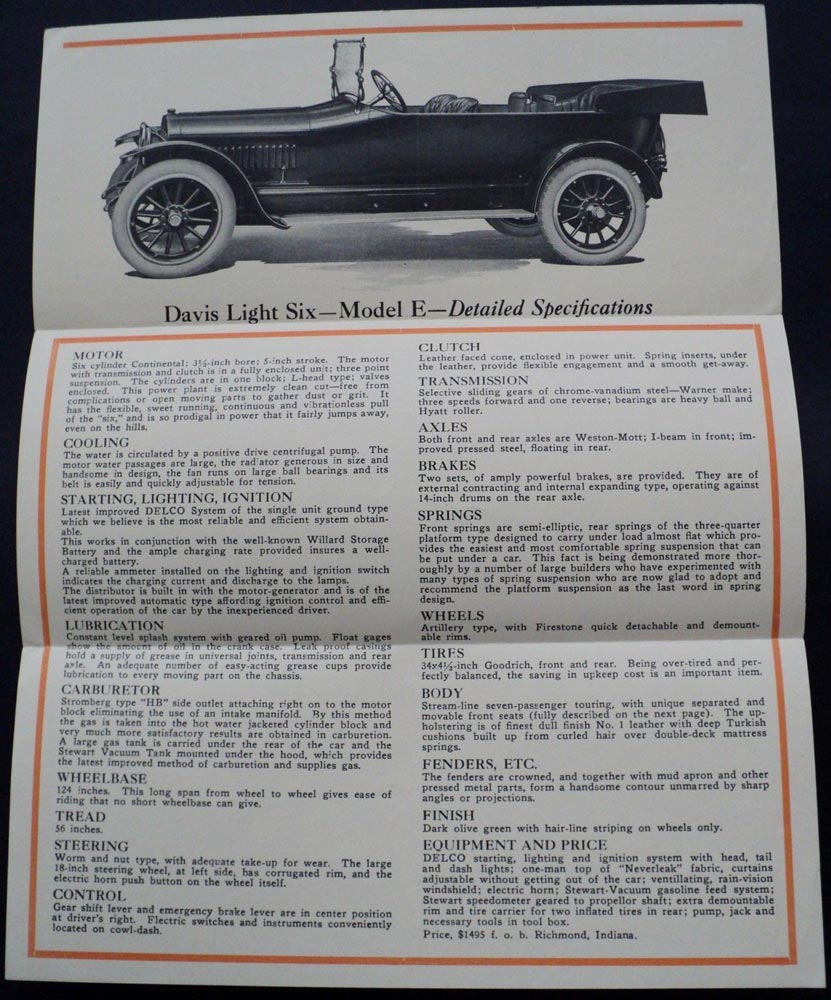 Davis Light Six—Model E—Detailed Specifications
MOTOR
Six cylinder Continental; 3½-inch bore; 5-inch stroke. The motor
with transmission and clutch is in a fully enclosed unit; three point
suspension. The cylinders are in one block; L-head type; valves
enclosed. This power plant is extremely clean cut—free from
complications or open moving parts to gather dust or grit. It
has the flexible, sweet running, continuous and vibrationless pull
of the "six," and is so prodigal in power that it fairly jumps away,
even on the hills.
COOLING
The water is circulated by a positive drive centrifugal pump. The
motor water passages are large, the radiator generous in size and
handsome in design, the fan runs on large ball bearings and its
belt is easily and quickly adjustable for tension.
STARTING, LIGHTING, IGNITION
Latest improved DELCO System of the single unit ground type
which we believe is the most reliable and efficient system obtain-
able.
This works in conjunction with the well-known Willard Storage
Battery and the ample charging rate provided insures a well-
charged battery.
A reliable ammeter installed on the lighting and ignition switch
indicates the charging current and discharge to the lamps.
The distributor is built in with the motor-generator and is of the
latest improved automatic type affording ignition control and effi-
cient operation of the car by the inexperienced driver.
LUBRICATION
Constant level splash system with geared oil pump. Float gages
show the amount of oil in the crank case. Leak proof casings
hold a supply of grease in universal joints, transmission and rear
axle. An adequate number of easy-acting grease cups provide
lubrication to every moving part on the chassis.
CARBURETOR
Stromberg type "HB" side outlet attaching right on to the motor
block eliminating the use of an intake manifold. By this method
the gas is taken into the hot water jacketed cylinder block and
very much more satisfactory results are obtained in carburetion.
A large gas tank is carried under the rear of the car and the
Stewart Vacuum Tank mounted under the hood, which provides
the latest improved method of carburetion and supplies gas.
WHEELBASE
124 inches. This long span from wheel to wheel gives ease of
riding that no short wheelbase can give.
TREAD
56 inches.
STEERING
Worm and nut type, with adequate take-up for wear. The large
18-inch steering wheel, at left side, has corrugated rim, and the
electric horn push button on the wheel itself.
CONTROL
Gear shift lever and emergency brake lever are in center position
at driver's right. Electric switches and instruments conveniently
located on cowl-dash.
CLUTCH
Leather faced cone, enclosed in power unit. Spring inserts, under
the leather, provide flexible engagement and a smooth get-away.
TRANSMISSION
Selective sliding gears of chrome-vanadium steel—Warner make;
three speeds forward and one reverse; bearings are heavy ball and
Hyatt roller.
AXLES
Both front and rear axles are Weston-Mott; I-beam in front; im-
proved pressed steel, floating in rear.
BRAKES
Two sets, of amply powerful brakes, are provided. They are of
external contracting and internal expanding type, operating against
14-inch drums on the rear axle.
SPRINGS
Front springs are semi-elliptic, rear springs of the three-quarter
platform type designed to carry under load almost flat which pro-
vides the easiest and most comfortable spring suspension that can
be put under a car. This fact is being demonstrated more thor-
oughly by a number of large builders who have experimented with
many types of spring suspension who are now glad to adopt and
recommend the platform suspension as the last word in spring
design.
WHEELS
Artillery type, with Firestone quick detachable and demount-
able rims.
TIRES
34x4½-inch Goodrich, front and rear. Being over-tired and per-
fectly balanced, the saving in upkeep cost is an important item.
BODY
Stream-line seven-passenger touring, with unique separated and
movable front seats (fully described on the next page). The up-
holstering is of finest dull finish No. 1 leather with deep Turkish
cushions built up from curled hair over double-deck mattress
springs.
FENDERS, ETC.
The fenders are crowned, and together with mud apron and other
pressed metal parts, form a handsome contour unmarred by sharp
angles or projections.
FINISH
Dark olive green with hair-line striping on wheels only.
EQUIPMENT AND PRICE
DELCO starting, lighting and ignition system with head, tail
and dash lights; one-man top of "Neverleak" fabric, curtains
adjustable without getting out of the car; ventillating, rain-vision
windshield; electric horn; Stewart-Vacuum gasoline feed system;
Stewart speedometer geared to propellor shaft; extra demountable
rim and tire carrier for two inflated tires in rear; pump, jack and
necessary tools in tool box.
Price, $1495 f. o. b. Richmond, Indiana.